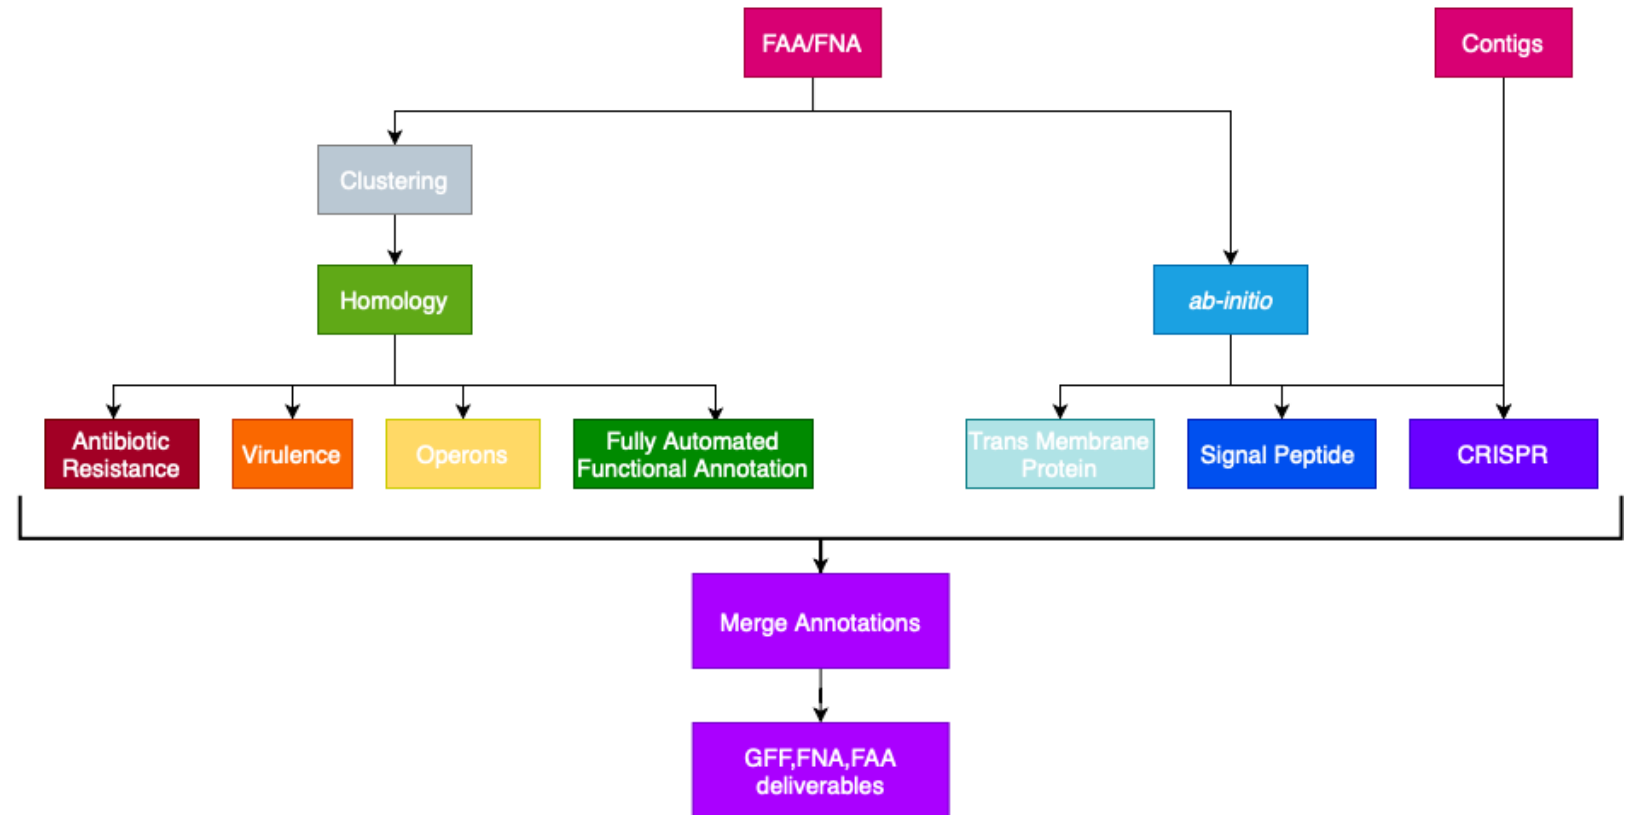 FAA/FNA
Contigs
Clustering
Homology
ab-initio
Antibiotic
Resistance
Virulence
Operons
Fully Automated
Functional Annotation
Trans Membrane
Protein
Signal Peptide
CRISPR
Merge Annotations
GFF,FNA,FAA
deliverables